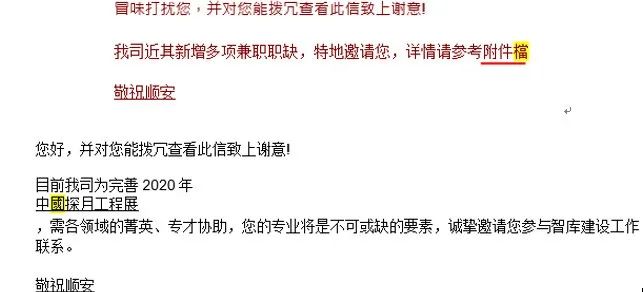 冒味打扰您，并对您能拨冗查看此信致上谢意!
我司近其新增多项兼职职缺，特地邀请您，详情请参考附件檔
敬祝顺安
您好，并对您能拨冗查看此信致上谢意!
目前我司为完善 2020 年
中國探月工程展
，需各领域的菁英、专才协助，您的专业将是不可或缺的要素，诚挚邀请您参与智库建设工作
联系。
敬祝顺安